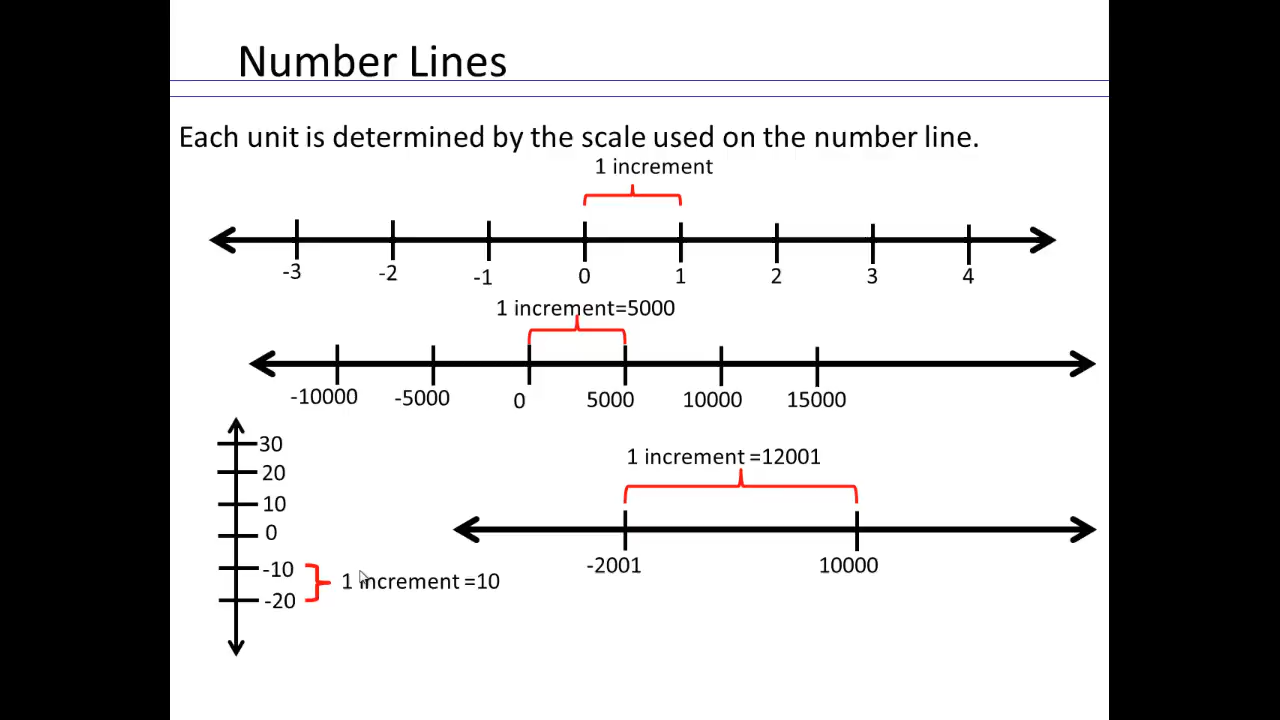 Number Lines
Each unit is determined by the scale used on the number line.
1 increment
-3 -2 -1 0 1 2 3 4
1 increment=5000
-10000 -5000 0 5000 10000 15000
30
20
10
0
-10
-20
1 increment =10
1 increment =12001
-2001 10000